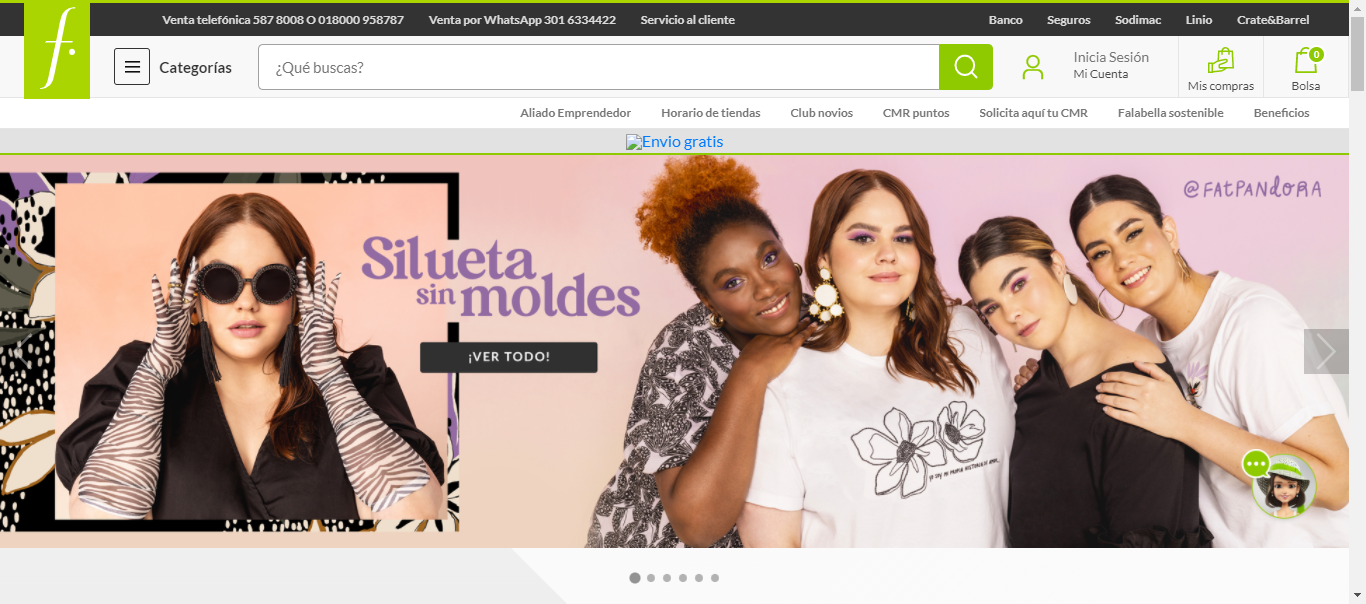 Venta telefónica 587 8008 O 018000 958787
Venta por WhatsApp 301 6334422
Servicio al cliente
Banco
Seguros
Sodimac
Linio
Crate&Barrel
f.
Categorías
¿Qué buscas?
Inicia Sesión
Mi Cuenta
Mis compras
0
Bolsa
Aliado Emprendedor
Horario de tiendas
Club novios
CMR puntos
Solicita aquí tu CMR
Falabella sostenible
Beneficios
Envio gratis
@FATPANDORA
Silueta
sin moldes
¡VER TODO!